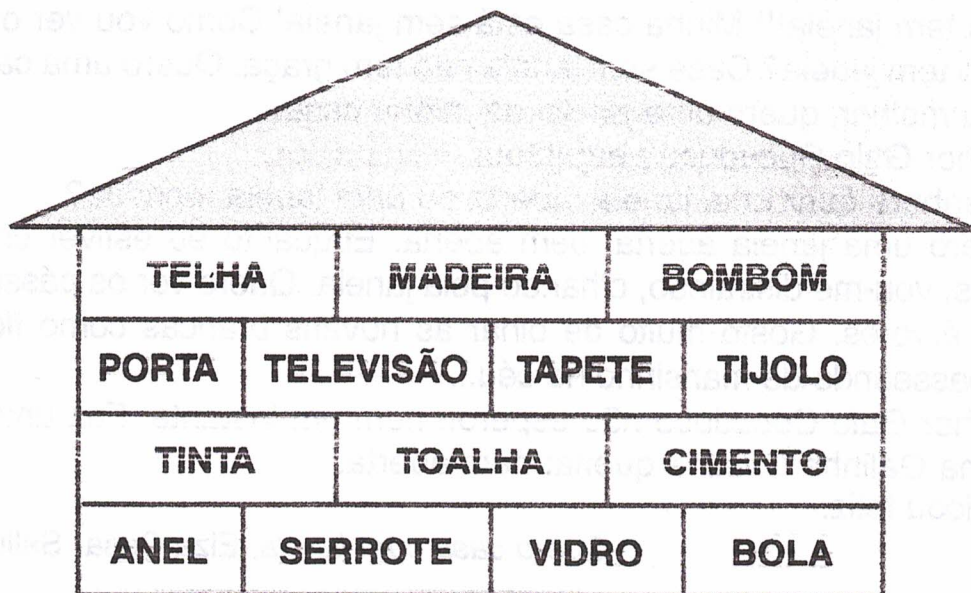 TELHA MADEIRA BOMBOM
PORTA TELEVISÃO TAPETE TIJOLO
TINTA TOALHA CIMENTO
ANEL SERROTE VIDRO BOLA